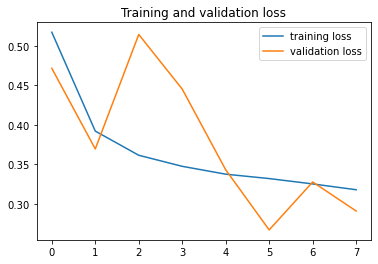 Training and validation loss
training loss
validation loss
0.50
0.45
0.40
0.35
0.30
0 1 2 3 4 5 6 7